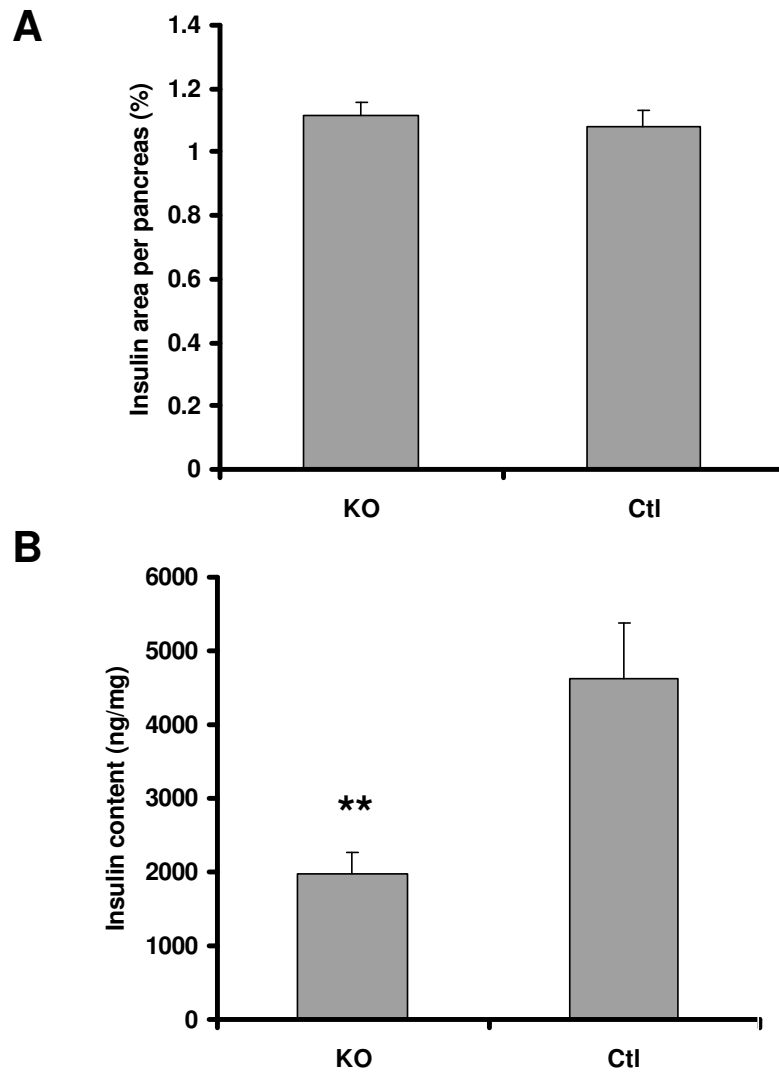 A
Insulin area per pancreas (%)
1.4
1.2
1
0.8
0.6
0.4
0.2
0
KO Ctl
B
Insulin content (ng/mg)
6000
5000
4000
3000
2000
1000
0
**
KO Ctl